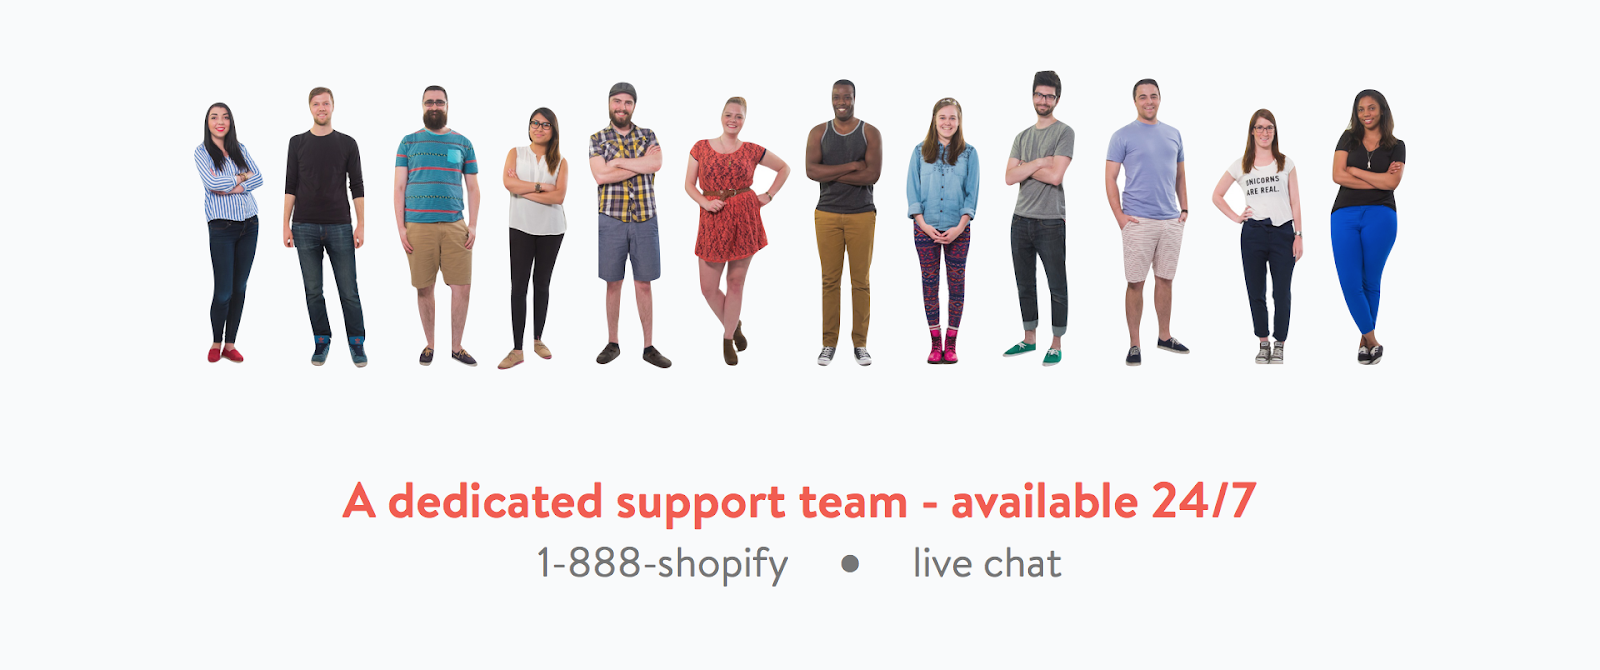 UNICORNS
ARE REAL.
A dedicated support team - available 24/7
1-888-shopify • live chat